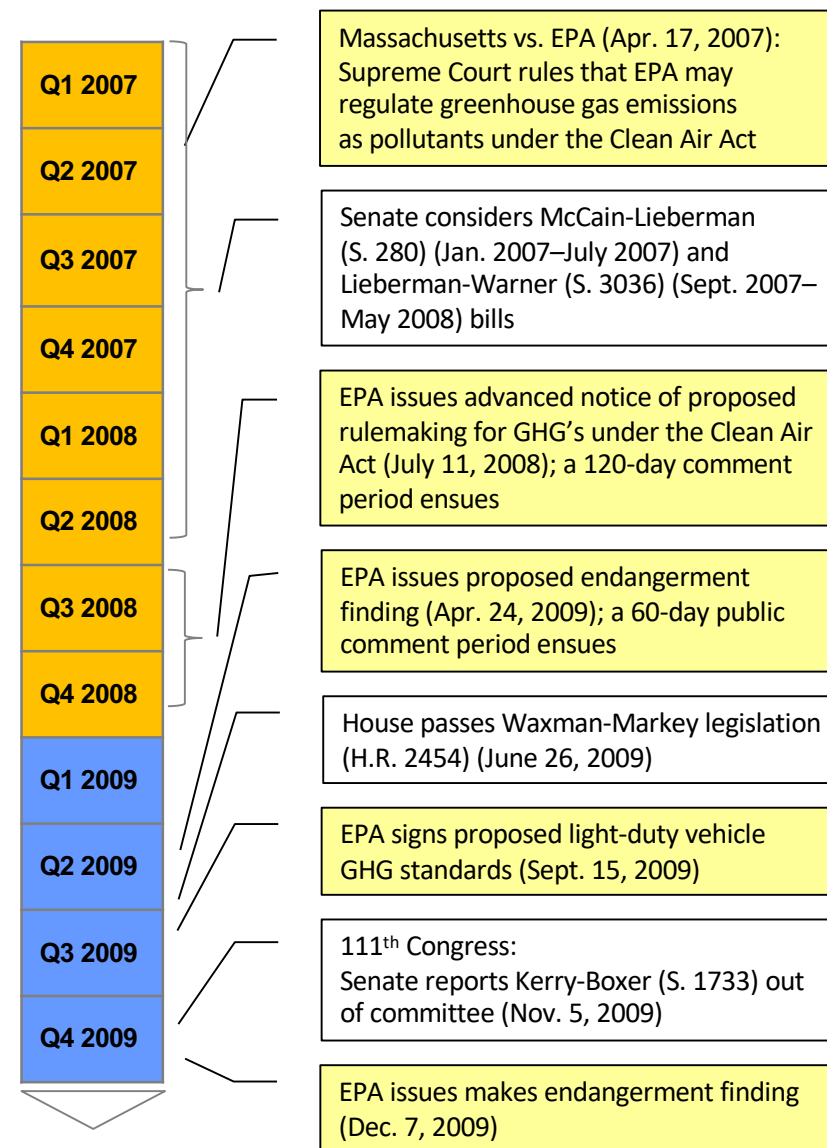 Q1 2007
Q2 2007
Q3 2007
Q4 2007
Q1 2008
Q2 2008
Q3 2008
Q4 2008
Q1 2009
Q2 2009
Q3 2009
Q4 2009
Massachusetts vs. EPA (Apr. 17, 2007):
Supreme Court rules that EPA may
regulate greenhouse gas emissions
as pollutants under the Clean Air Act
Senate considers McCain-Lieberman
(S. 280) (Jan. 2007–July 2007) and
Lieberman-Warner (S. 3036) (Sept. 2007–
May 2008) bills
EPA issues advanced notice of proposed
rulemaking for GHG's under the Clean Air
Act (July 11, 2008); a 120-day comment
period ensues
EPA issues proposed endangerment
finding (Apr. 24, 2009); a 60-day public
comment period ensues
House passes Waxman-Markey legislation
(H.R. 2454) (June 26, 2009)
EPA signs proposed light-duty vehicle
GHG standards (Sept. 15, 2009)
111th Congress:
Senate reports Kerry-Boxer (S. 1733) out
of committee (Nov. 5, 2009)
EPA issues makes endangerment finding
(Dec. 7, 2009)